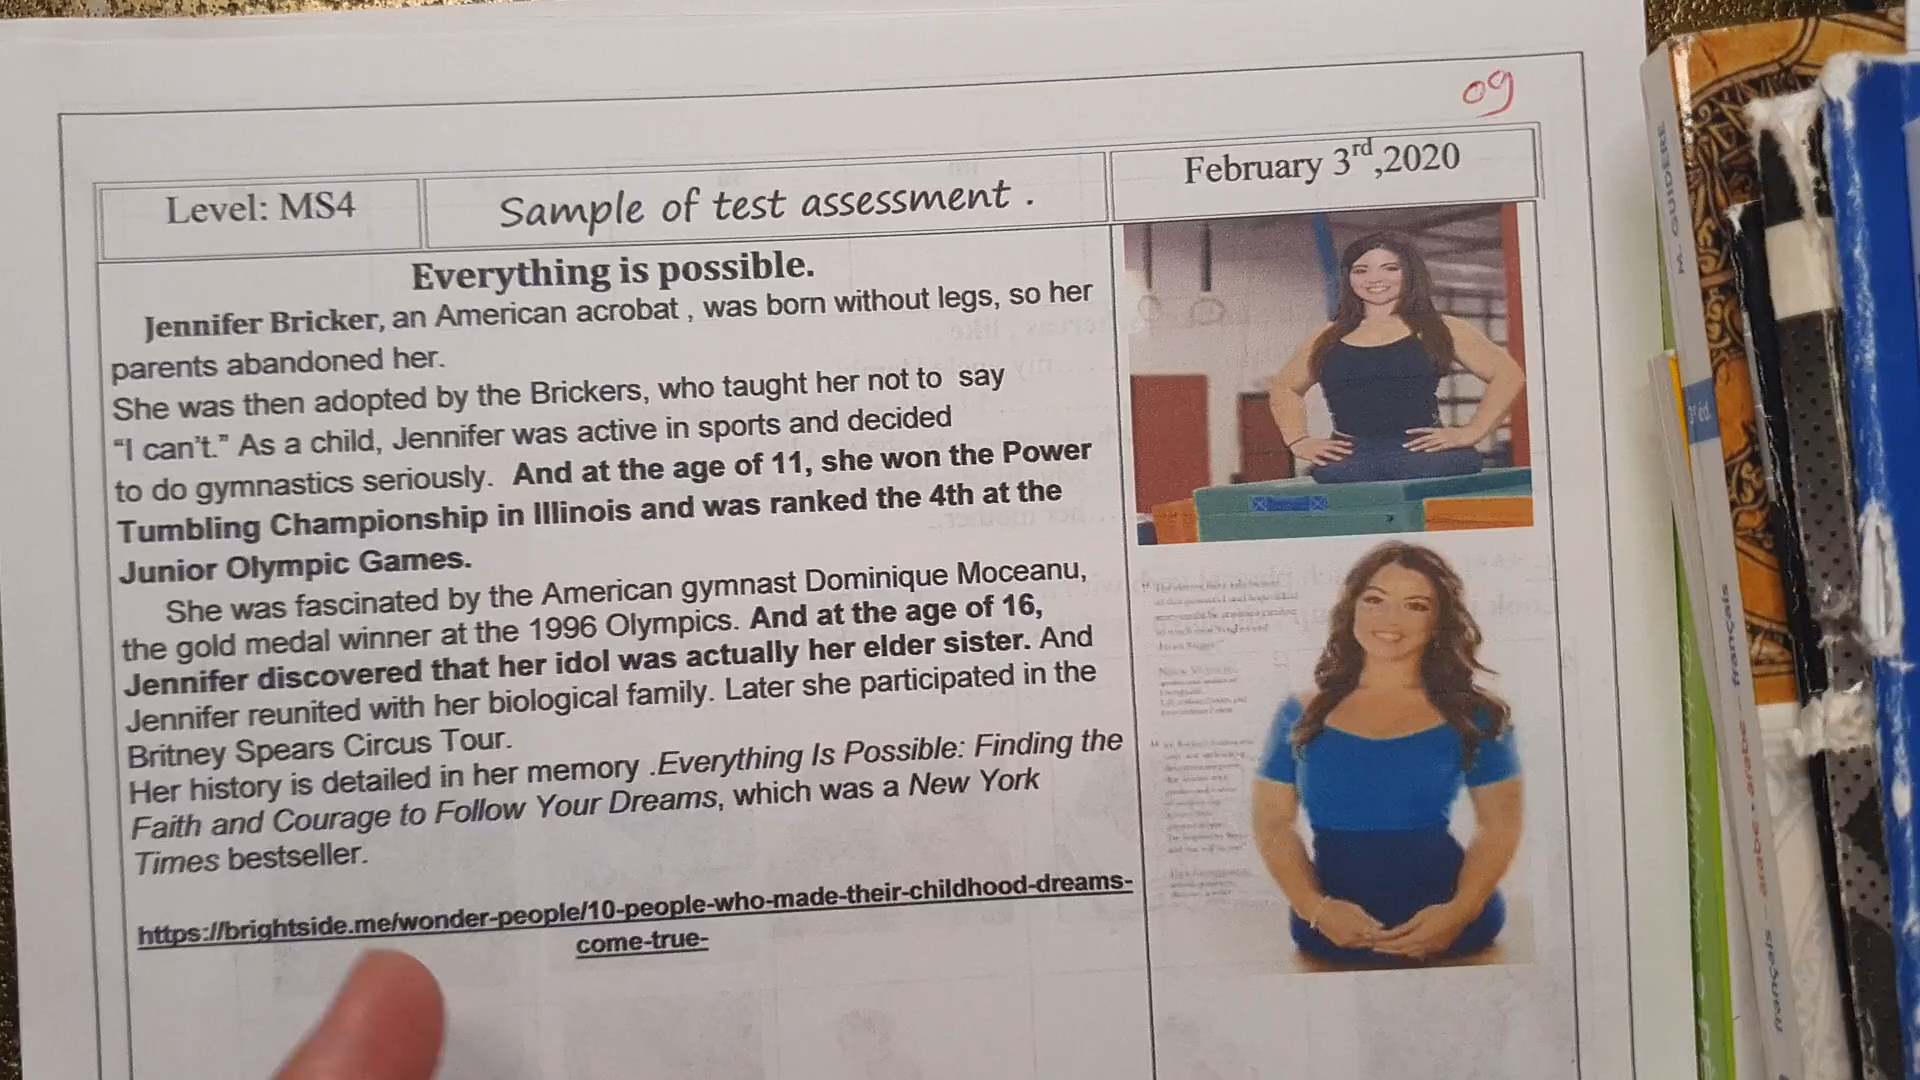 09
Level: MS4
Sample of test assessment .
February 3rd,2020
Everything is possible.
Jennifer Bricker, an American acrobat , was born without legs, so her
parents abandoned her.
She was then adopted by the Brickers, who taught her not to say
“I can’t.” As a child, Jennifer was active in sports and decided
to do gymnastics seriously. And at the age of 11, she won the Power
Tumbling Championship in Illinois and was ranked the 4th at the
Junior Olympic Games.
She was fascinated by the American gymnast Dominique Moceanu,
the gold medal winner at the 1996 Olympics. And at the age of 16,
Jennifer discovered that her idol was actually her elder sister. And
Jennifer reunited with her biological family. Later she participated in the
Britney Spears Circus Tour.
Her history is detailed in her memory .Everything Is Possible: Finding the
Faith and Courage to Follow Your Dreams, which was a New York
Times bestseller.
https://brightside.me/wonder-people/10-people-who-made-their-childhood-dreams-
come-true-
M. GUIDÈRE
français
français – arabe • arabe –